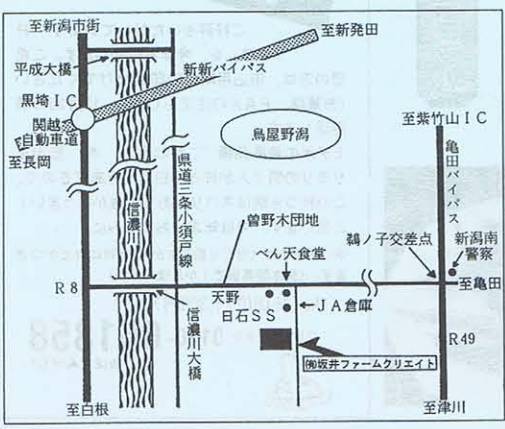 至新潟市街
至新発田
平成大橋
新新バイパス
黒埼IC
関越
自動車道
至長岡
鳥屋野潟
至紫竹山IC
亀田バイパス
県道三条小須戸線
信濃川
曽野木団地
べん天食堂
鵜ノ子交差点
新潟南
警察
R8
至亀田
天野
日石SS
JA倉庫
信濃川大橋
R49
㈲坂井ファームクリエイト
至白根
至津川